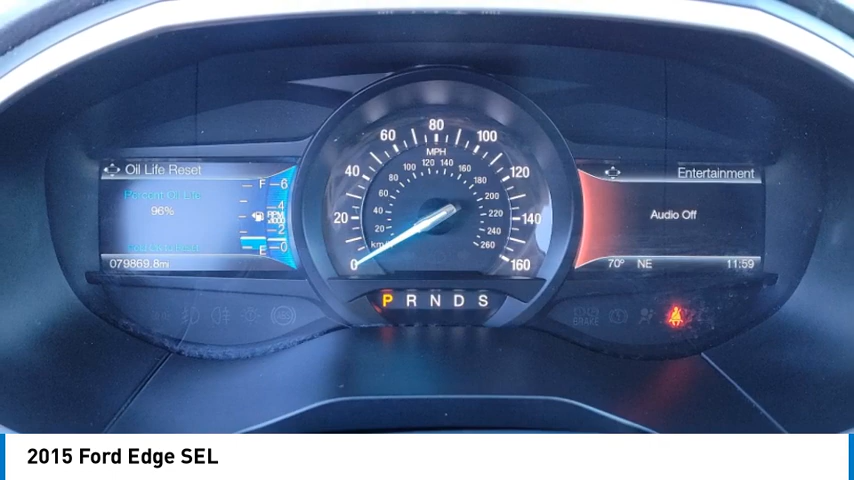 Oil Life Reset
Percent Oil Life
96%
079869.8mi
F 6
4
RPM
x1000
2
E 0
0 20 40 60 80 100 120 140 160
MPH
20 40 60 80 100 120 140 160 180 200 220 240 260
km/h
P R N D S
Entertainment
Audio Off
70° NE 11:59
BRAKE
2015 Ford Edge SEL